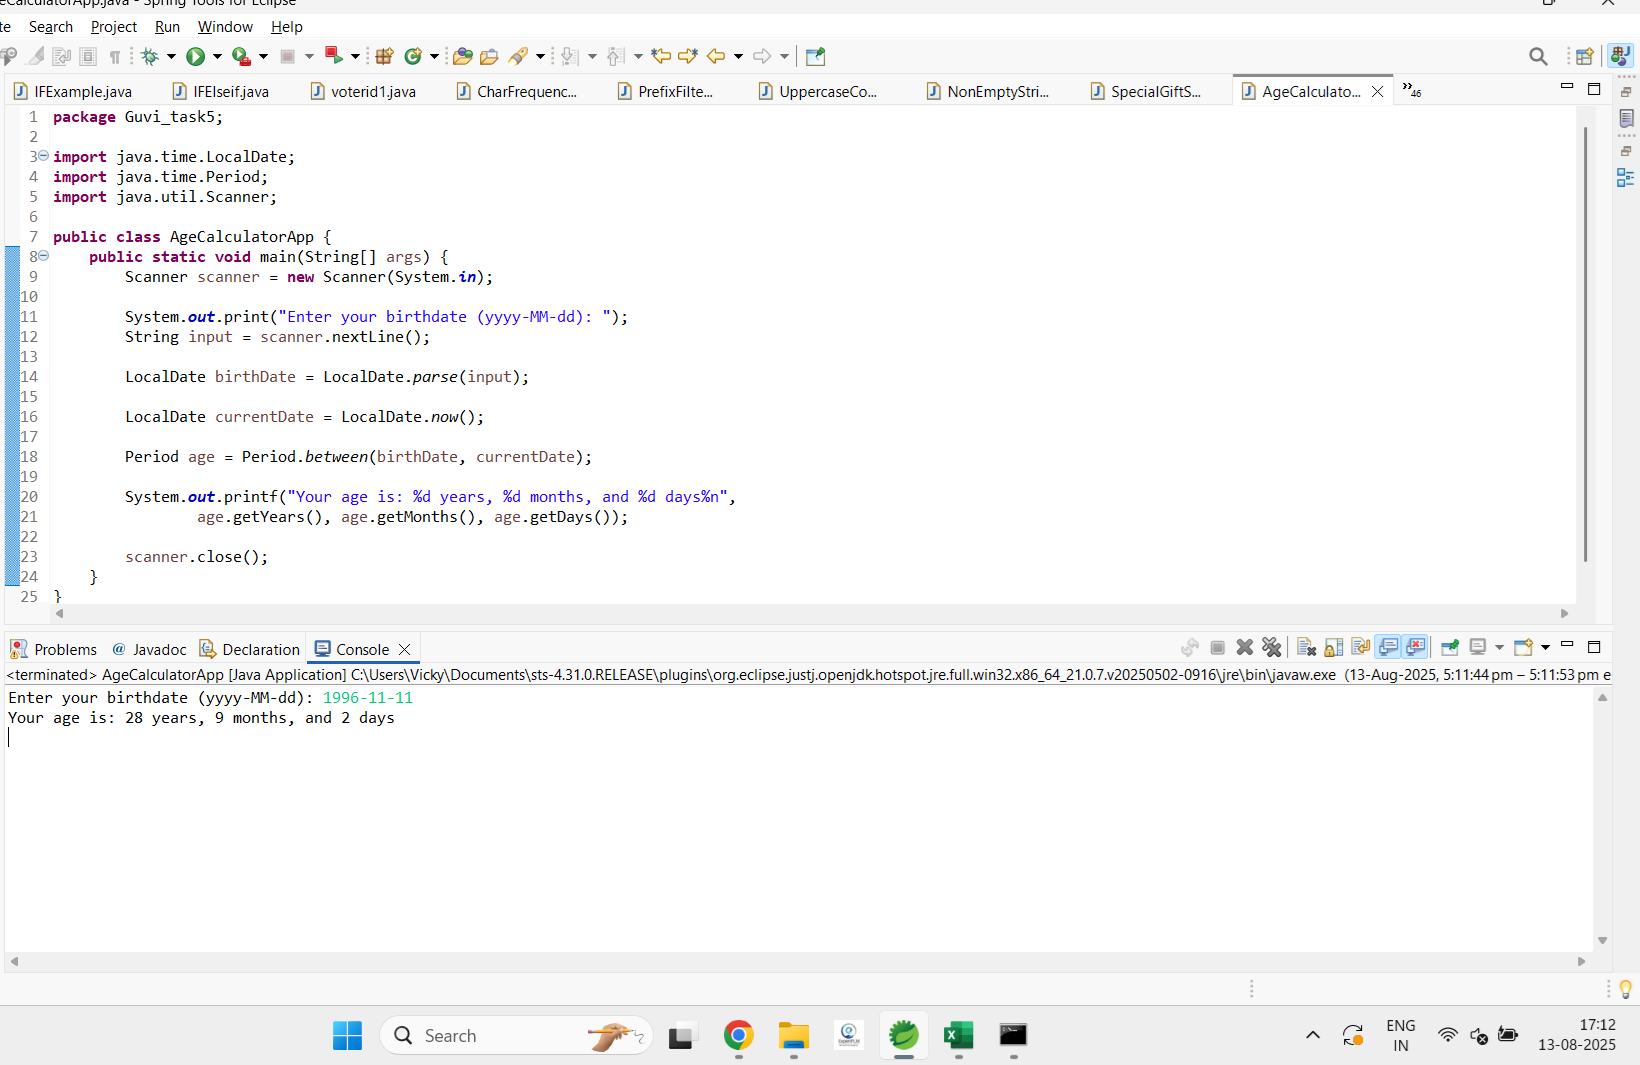 eCalculatorApp.java - Spring Tools for Eclipse
te Search Project Run Window Help
IFExample.java IFElseif.java voterid1.java CharFrequenc... PrefixFilte... UppercaseCo... NonEmptyStri... SpecialGiftS... AgeCalculato... »46
1 package Guvi_task5;
2
3 import java.time.LocalDate;
4 import java.time.Period;
5 import java.util.Scanner;
6
7 public class AgeCalculatorApp {
8     public static void main(String[] args) {
9         Scanner scanner = new Scanner(System.in);
10
11         System.out.print("Enter your birthdate (yyyy-MM-dd): ");
12         String input = scanner.nextLine();
13
14         LocalDate birthDate = LocalDate.parse(input);
15
16         LocalDate currentDate = LocalDate.now();
17
18         Period age = Period.between(birthDate, currentDate);
19
20         System.out.printf("Your age is: %d years, %d months, and %d days%n",
21                 age.getYears(), age.getMonths(), age.getDays());
22
23         scanner.close();
24     }
25 }
Problems @ Javadoc Declaration Console
<terminated> AgeCalculatorApp [Java Application] C:\Users\Vicky\Documents\sts-4.31.0.RELEASE\plugins\org.eclipse.justj.openjdk.hotspot.jre.full.win32.x86_64_21.0.7.v20250502-0916\jre\bin\javaw.exe (13-Aug-2025, 5:11:44 pm – 5:11:53 pm e
Enter your birthdate (yyyy-MM-dd): 1996-11-11
Your age is: 28 years, 9 months, and 2 days
Search
ENG
IN
17:12
13-08-2025